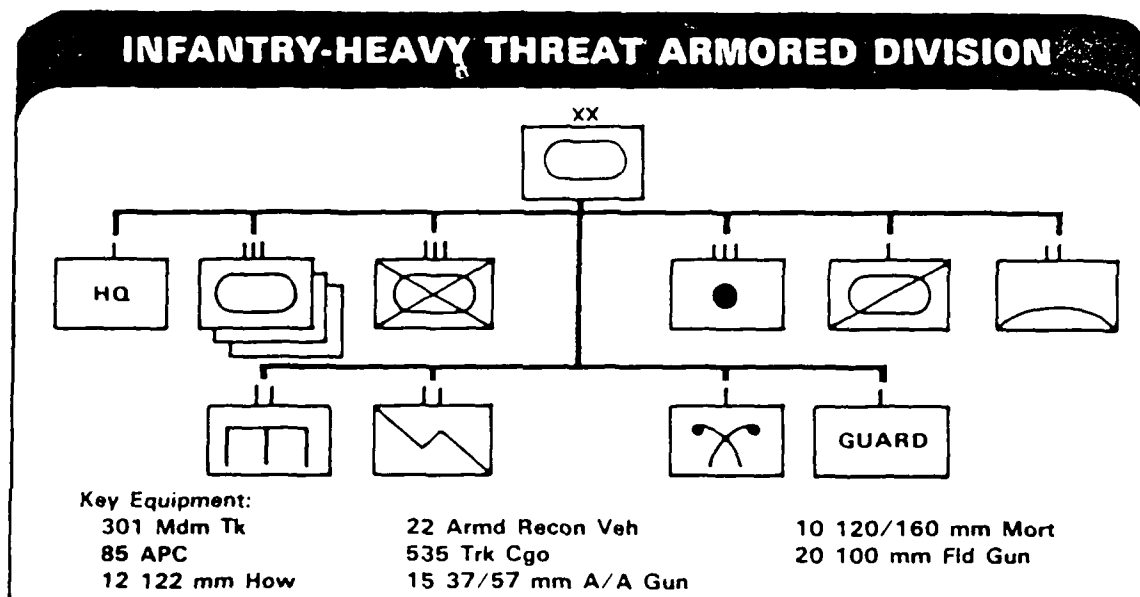 INFANTRY-HEAVY THREAT ARMORED DIVISION
XX
HQ
GUARD
Key Equipment:
301 Mdm Tk
22 Armd Recon Veh
10 120/160 mm Mort
85 APC
535 Trk Cgo
20 100 mm Fld Gun
12 122 mm How
15 37/57 mm A/A Gun